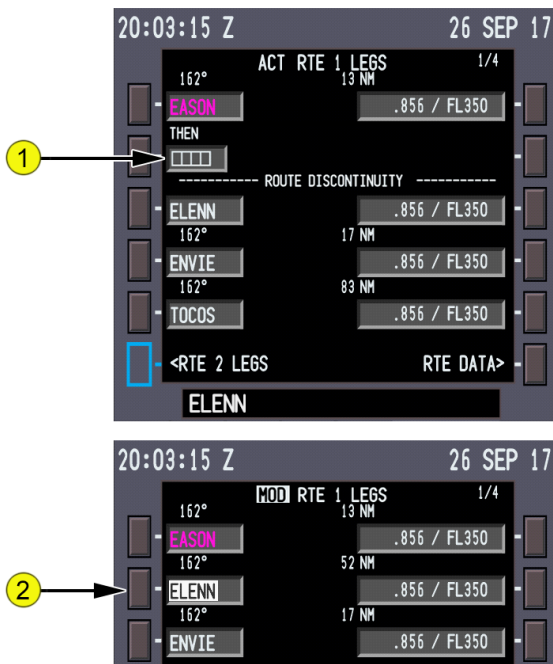 20:03:15 Z 26 SEP 17
ACT RTE 1 LEGS 1/4
162° 13 NM
EASON .856 / FL350
THEN
1 □□□□
----------- ROUTE DISCONTINUITY -----------
ELENN .856 / FL350
162° 17 NM
ENVIE .856 / FL350
162° 83 NM
TOCOS .856 / FL350
<RTE 2 LEGS RTE DATA>
ELENN
20:03:15 Z 26 SEP 17
MOD RTE 1 LEGS 1/4
162° 13 NM
EASON .856 / FL350
162° 52 NM
2 ELENN .856 / FL350
162° 17 NM
ENVIE .856 / FL350